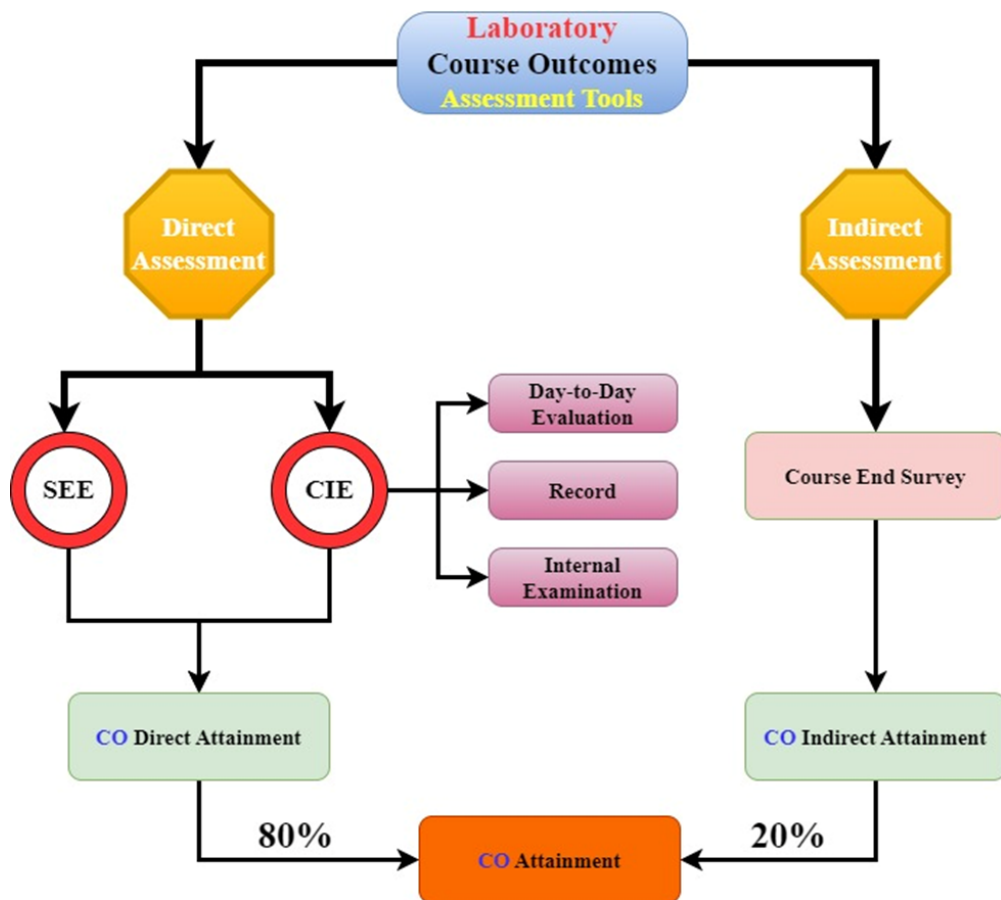 Laboratory
Course Outcomes
Assessment Tools
Direct
Assessment
Indirect
Assessment
SEE
CIE
Day-to-Day
Evaluation
Record
Internal
Examination
Course End Survey
CO Direct Attainment
CO Indirect Attainment
80%
20%
CO Attainment